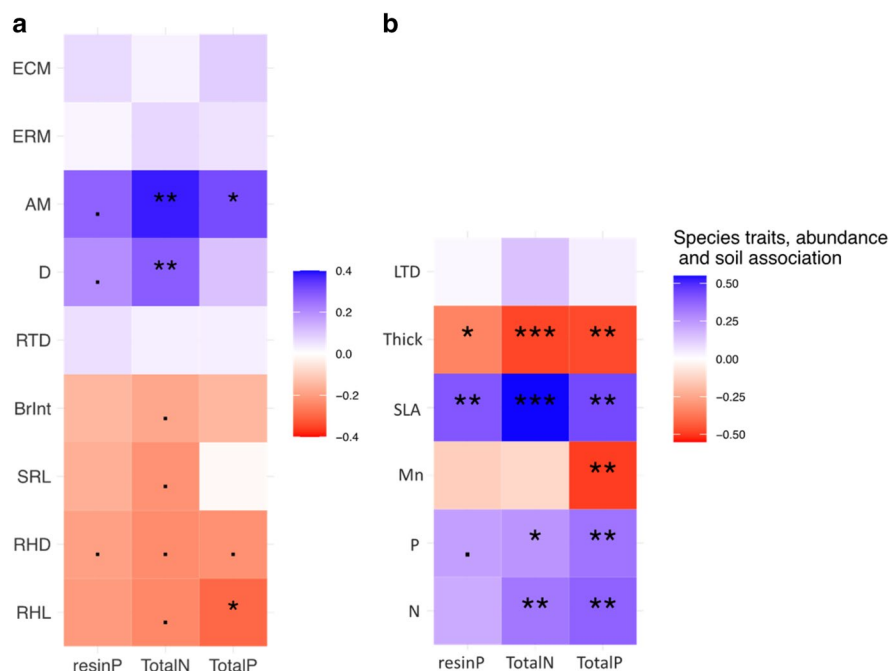 a
b
ECM
ERM
AM
** *
.
D
**
.
RTD
BrInt
.
SRL
.
RHD
. . .
RHL
*
.
resinP TotalN TotalP
0.4
0.2
0.0
−0.2
−0.4
LTD
Thick
* *** **
SLA
** *** **
Mn
**
P
* **
.
N
** **
resinP TotalN TotalP
Species traits, abundance
and soil association
0.50
0.25
0.00
−0.25
−0.50